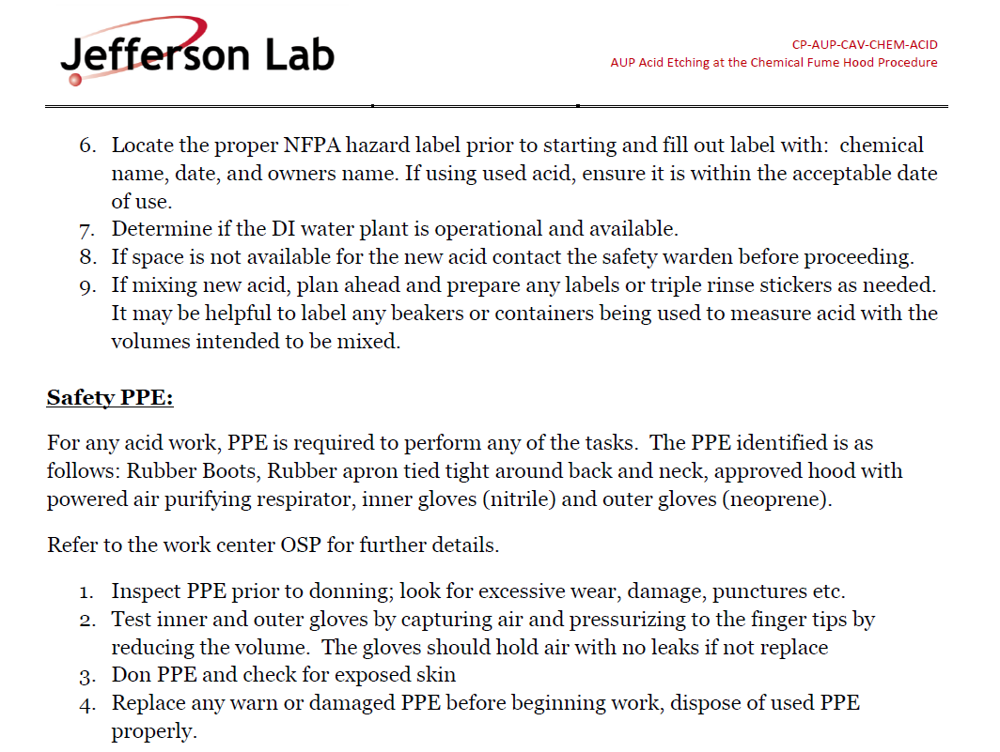 Jefferson Lab
CP-AUP-CAV-CHEM-ACID
AUP Acid Etching at the Chemical Fume Hood Procedure
6. Locate the proper NFPA hazard label prior to starting and fill out label with:  chemical
name, date, and owners name. If using used acid, ensure it is within the acceptable date
of use.
7. Determine if the DI water plant is operational and available.
8. If space is not available for the new acid contact the safety warden before proceeding.
9. If mixing new acid, plan ahead and prepare any labels or triple rinse stickers as needed.
It may be helpful to label any beakers or containers being used to measure acid with the
volumes intended to be mixed.
Safety PPE:
For any acid work, PPE is required to perform any of the tasks.  The PPE identified is as
follows: Rubber Boots, Rubber apron tied tight around back and neck, approved hood with
powered air purifying respirator, inner gloves (nitrile) and outer gloves (neoprene).
Refer to the work center OSP for further details.
1. Inspect PPE prior to donning; look for excessive wear, damage, punctures etc.
2. Test inner and outer gloves by capturing air and pressurizing to the finger tips by
reducing the volume.  The gloves should hold air with no leaks if not replace
3. Don PPE and check for exposed skin
4. Replace any warn or damaged PPE before beginning work, dispose of used PPE
properly.